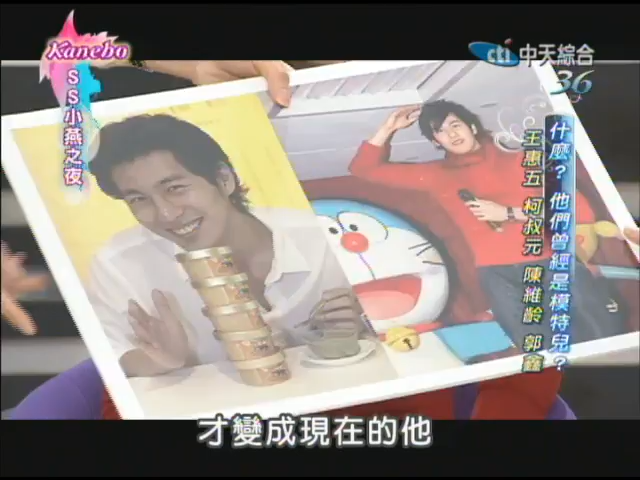 Kanebo
SS小燕之夜
cti 中天綜合
36
什麼？他們曾經是模特兒？
王惠五 柯叔元 陳維齡 郭鑫
才變成現在的他